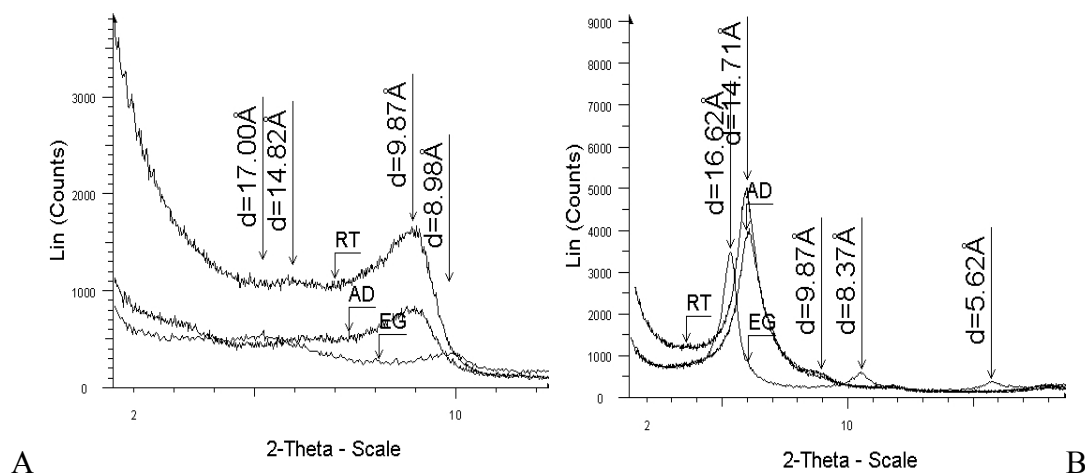 3000
2000
1000
0
Lin (Counts)
d=17.00Å
d=14.82Å
d=9.87Å
d=8.98Å
RT
AD
EG
2
10
2-Theta - Scale
A
9000
8000
7000
6000
5000
4000
3000
2000
1000
0
Lin (Counts)
d=16.62Å
d=14.71Å
d=9.87Å
d=8.37Å
d=5.62Å
AD
RT
EG
2
10
2-Theta - Scale
B